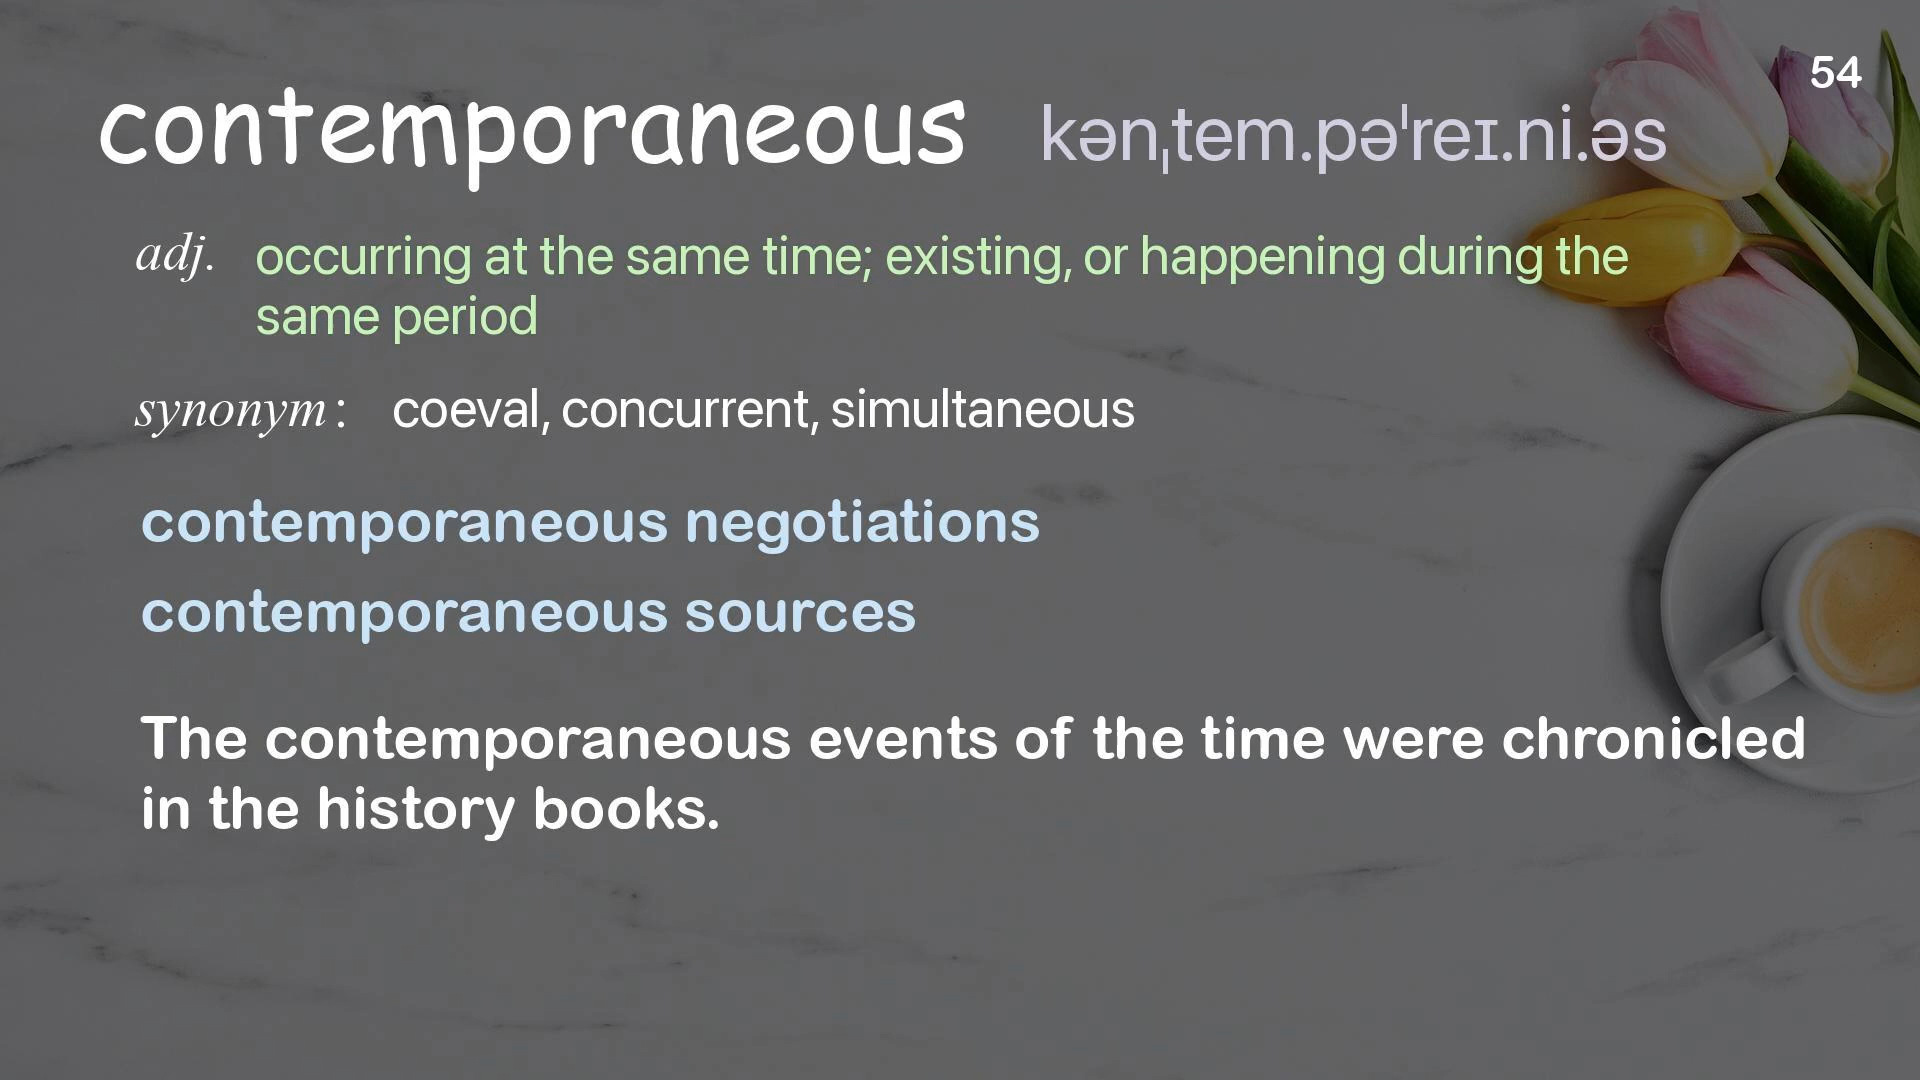 54
contemporaneous kənˌtem.pəˈreɪ.ni.əs
adj. occurring at the same time; existing, or happening during the
same period
synonym : coeval, concurrent, simultaneous
contemporaneous negotiations
contemporaneous sources
The contemporaneous events of the time were chronicled
in the history books.